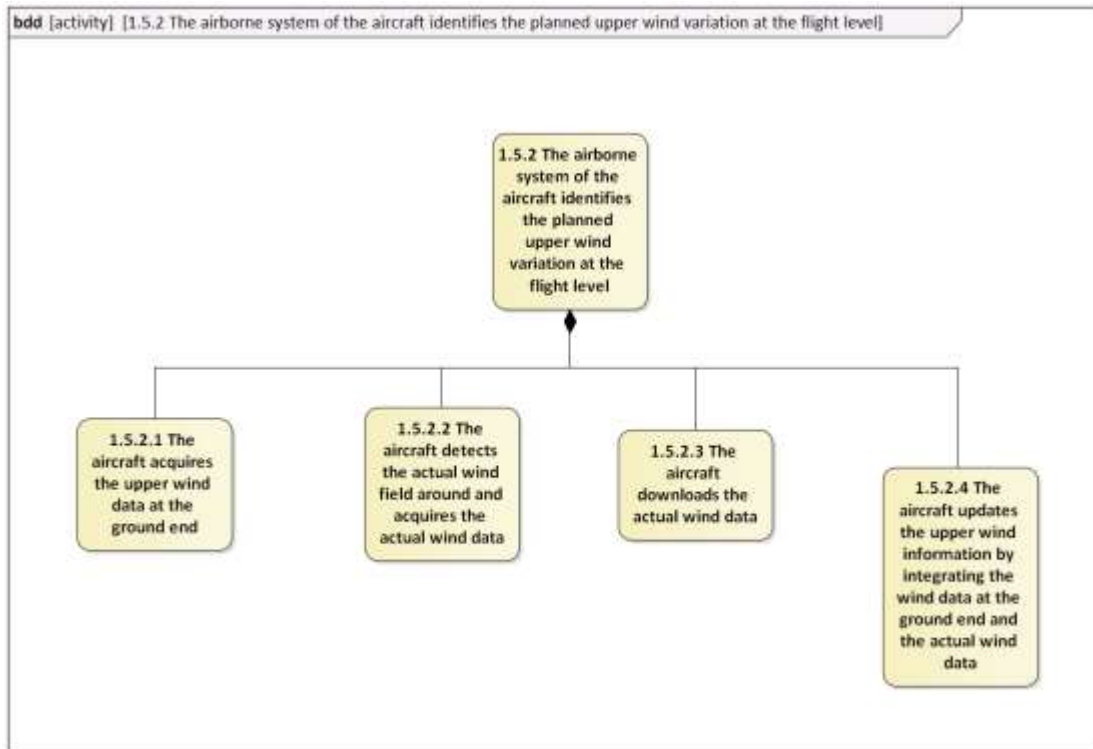 bdd [activity] [1.5.2 The airborne system of the aircraft identifies the planned upper wind variation at the flight level]
1.5.2 The airborne
system of the
aircraft identifies
the planned
upper wind
variation at the
flight level
1.5.2.1 The
aircraft acquires
the upper wind
data at the
ground end
1.5.2.2 The
aircraft detects
the actual wind
field around and
acquires the
actual wind data
1.5.2.3 The
aircraft
downloads the
actual wind data
1.5.2.4 The
aircraft updates
the upper wind
information by
integrating the
wind data at the
ground end and
the actual wind
data